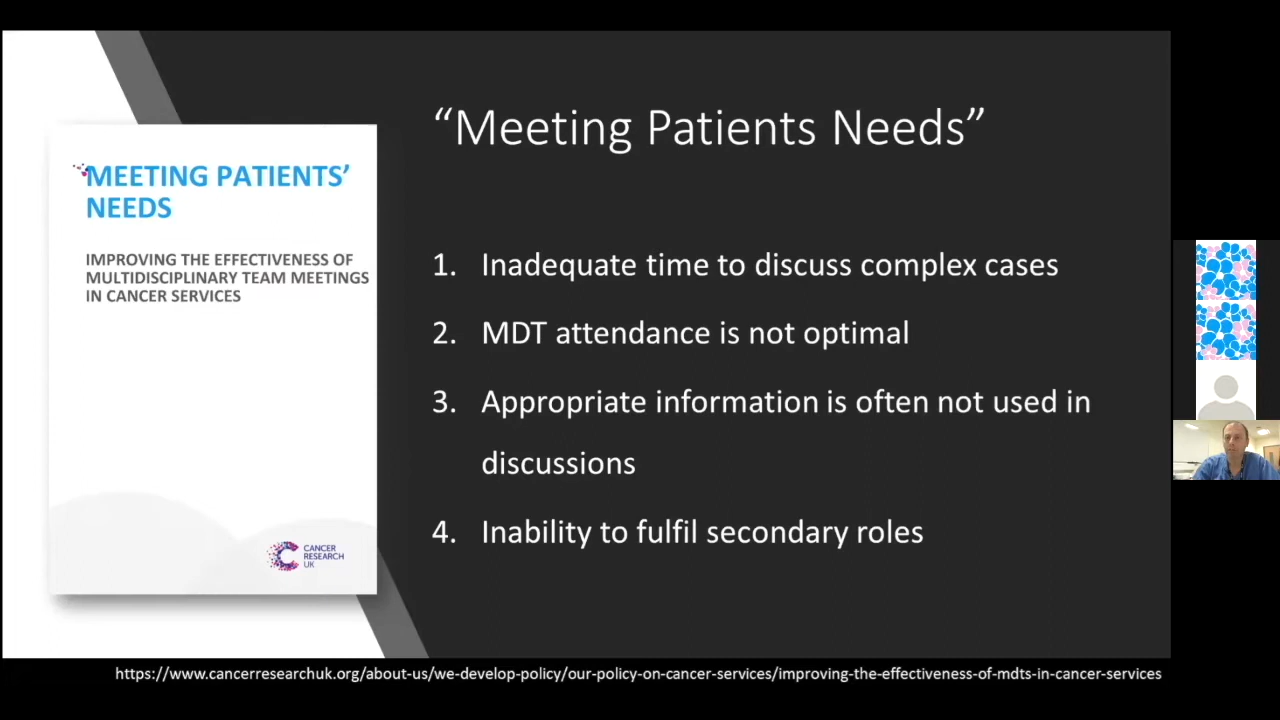 “Meeting Patients Needs”
MEETING PATIENTS’
NEEDS
IMPROVING THE EFFECTIVENESS OF
MULTIDISCIPLINARY TEAM MEETINGS
IN CANCER SERVICES
CANCER
RESEARCH
UK
1. Inadequate time to discuss complex cases
2. MDT attendance is not optimal
3. Appropriate information is often not used in
discussions
4. Inability to fulfil secondary roles
https://www.cancerresearchuk.org/about-us/we-develop-policy/our-policy-on-cancer-services/improving-the-effectiveness-of-mdts-in-cancer-services